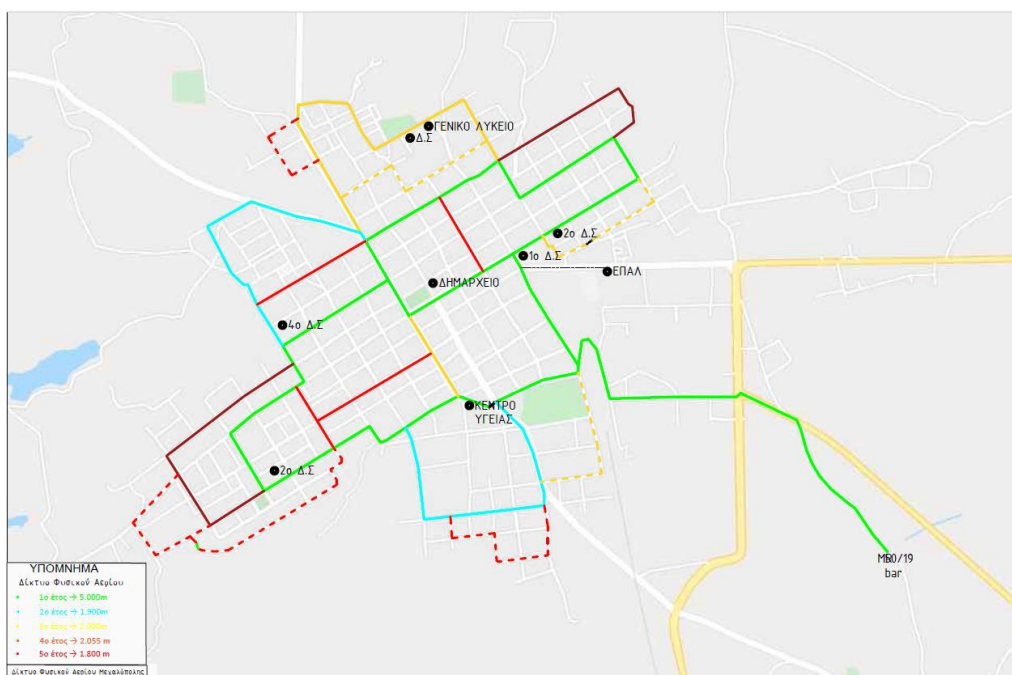 ΓΕΝΙΚΟ ΛΥΚΕΙΟ
Δ.Σ
2ο Δ.Σ
1ο Δ.Σ
ΕΠΑΛ
ΔΗΜΑΡΧΕΙΟ
4ο Δ.Σ
ΚΕΝΤΡΟ
ΥΓΕΙΑΣ
2ο Δ.Σ
bar
ΥΠΟΜΝΗΜΑ
Δίκτυο Φυσικού Αερίου
1ο έτος → 5.000m
2ο έτος → 1.900m
3ο έτος → 2.000m
4ο έτος → 2.055 m
5ο έτος → 1.800 m
Δίκτυο Φυσικού Αερίου Μεγαλόπολης